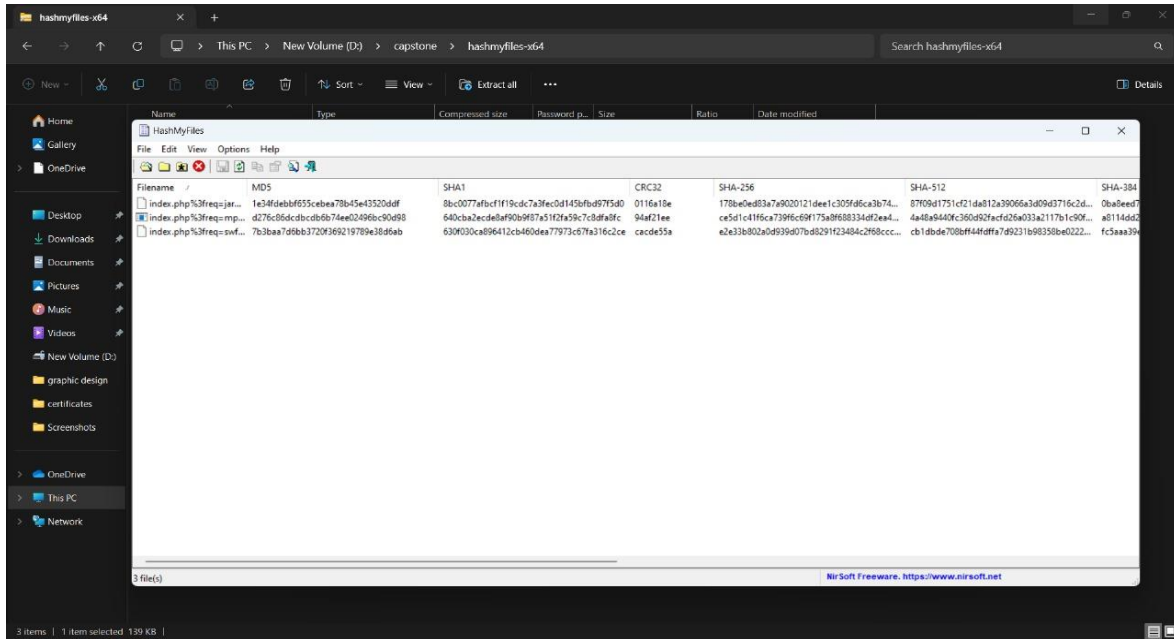 hashmyfiles-x64
This PC > New Volume (D:) > capstone > hashmyfiles-x64
Search hashmyfiles-x64
New
Sort
View
Extract all
Details
Home
Gallery
OneDrive
Desktop
Downloads
Documents
Pictures
Music
Videos
New Volume (D:)
graphic design
certificates
Screenshots
OneDrive
This PC
Network
Name Type Compressed size Password p... Size Ratio Date modified
HashMyFiles
File Edit View Options Help
Filename MD5 SHA1 CRC32 SHA-256 SHA-512 SHA-384
index.php%3freq=jar... 1e34fdebbf655cebea78b45e43520ddf 8bc0077afbcf1f19cdc7a3fec0d145bfbd97f5d0 0116a18e 178be0ed83a7a9020121dee1c305fd6ca3b74... 87f09d1751cf21da812a39066a3d09d3716c2d... 0ba8eed7
index.php%3freq=mp... d276c86dcdbcdb6b74ee02496bc90d98 640cba2ecde8af90b9f87a51f2fa59c7c8dfa8fc 94af21ee ce5d1c41f6ca739f6c69f175a8f688334df2ea4... 4a48a9440fc360d92facfd26a033a2117b1c90f... a8114dd2
index.php%3freq=swf... 7b3baa7d6bb3720f369219789e38d6ab 630f030ca896412cb460dea77973c67fa316c2ce cacde55a e2e33b802a0d939d07bd8291f23484c2f68ccc... cb1dbde708bff44fdffa7d9231b98358be0222... fc5aaa39
3 file(s)
NirSoft Freeware. https://www.nirsoft.net
3 items | 1 item selected 139 KB |